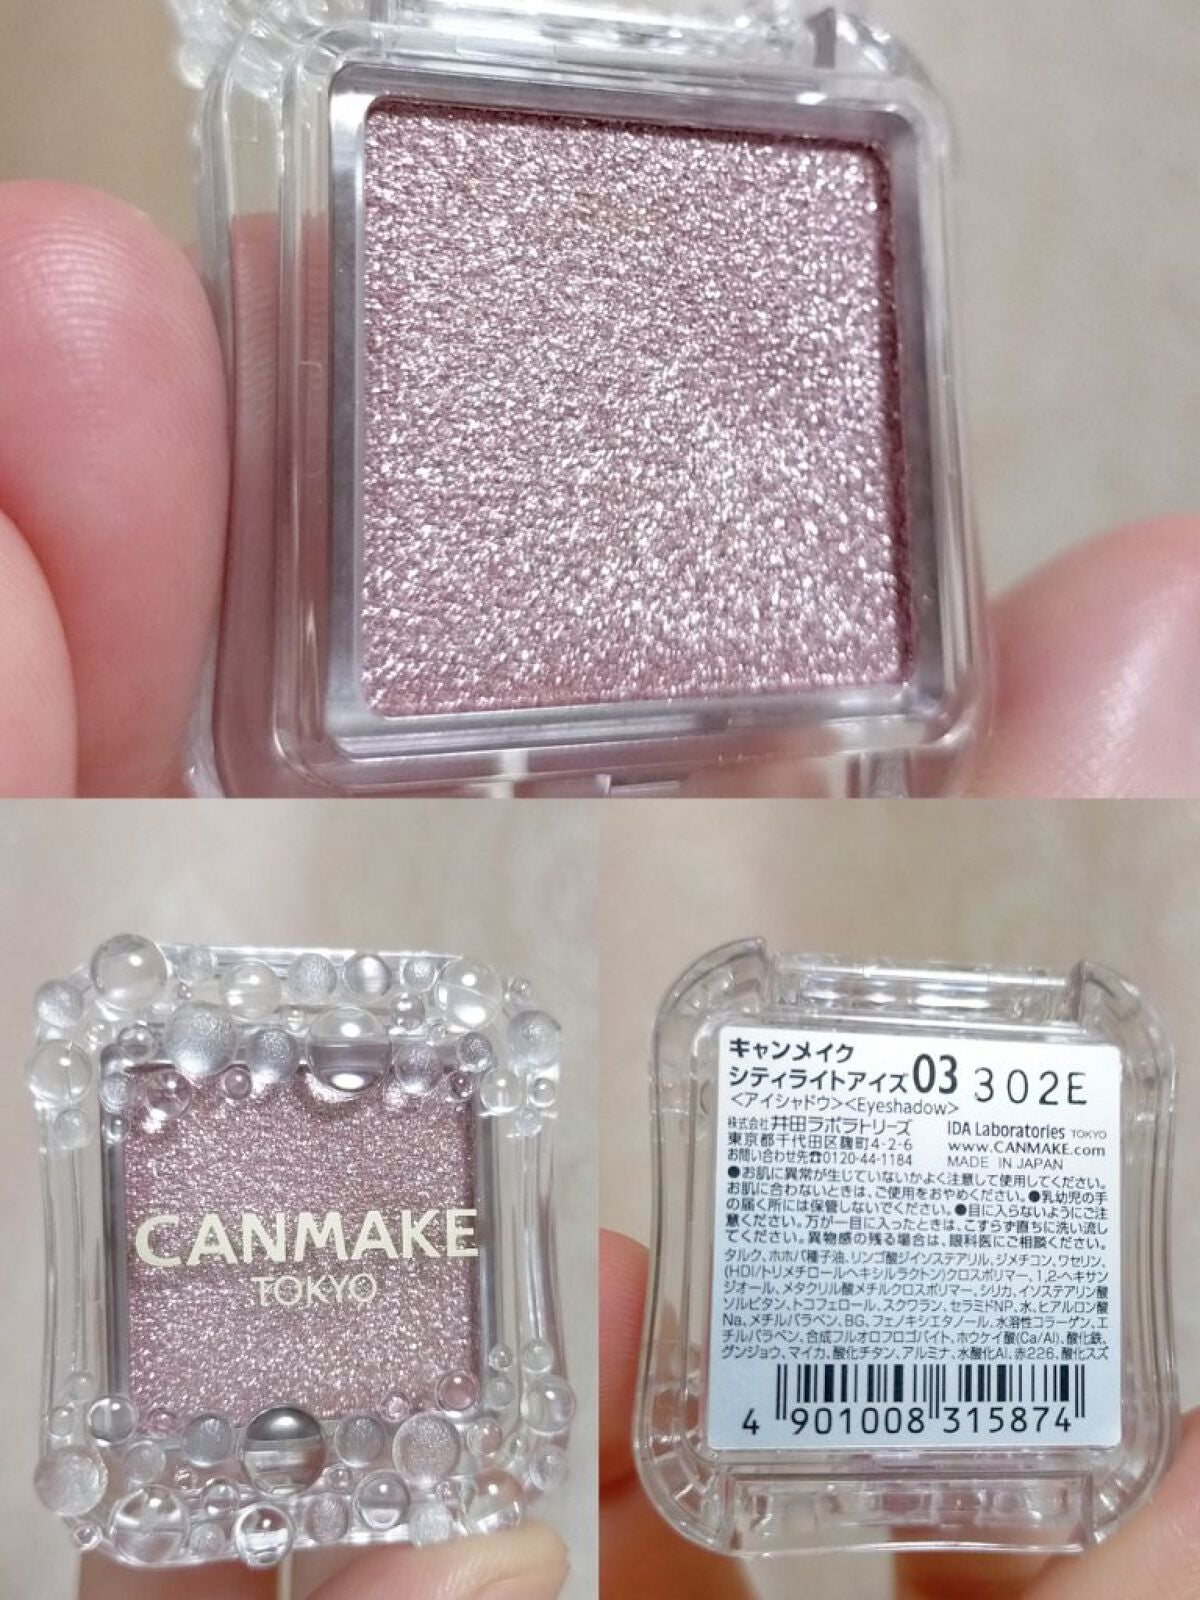 CANMAKE
TOKYO
キャンメイク
シティライトアイズ03 302E
<アイシャドウ><Eyeshadow>
株式会社井田ラボラトリーズ IDA Laboratories TOKYO
東京都千代田区麹町4-2-6 www.CANMAKE.com
お問い合わせ先☎0120-44-1184 MADE IN JAPAN
●お肌に異常が生じていないかよく注意して使用してください。
お肌に合わないときは、ご使用をおやめください。●乳幼児の手
の届く所には保管しないでください。●目に入らないようにご注
意ください。万が一目に入ったときは、こすらず直ちに洗い流し
てください。異物感の残る場合は、眼科医にご相談ください。
タルク、ホホバ種子油、リンゴ酸ジイソステアリル、ジメチコン、ワセリン、
(HDI/トリメチロールヘキシルラクトン)クロスポリマー、1,2-ヘキサン
ジオール、メタクリル酸メチルクロスポリマー、シリカ、イソステアリン酸
ソルビタン、トコフェロール、スクワラン、セラミドNP、水、ヒアルロン酸
Na、メチルパラベン、BG、フェノキシエタノール、水溶性コラーゲン、エ
チルパラベン、合成フルオロフロゴパイト、ホウケイ酸(Ca/Al)、酸化鉄、
グンジョウ、マイカ、酸化チタン、アルミナ、水酸化Al、赤226、酸化スズ
4 901008 315874